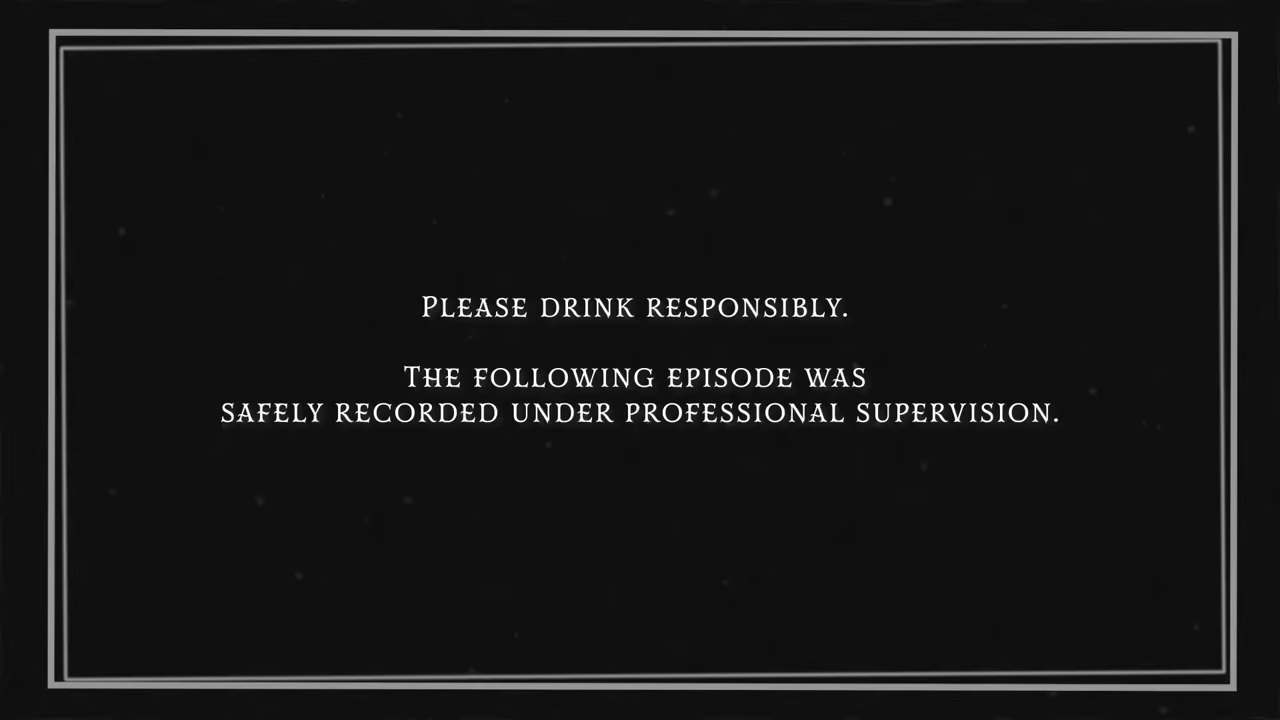 Please drink responsibly.
The following episode was
safely recorded under professional supervision.